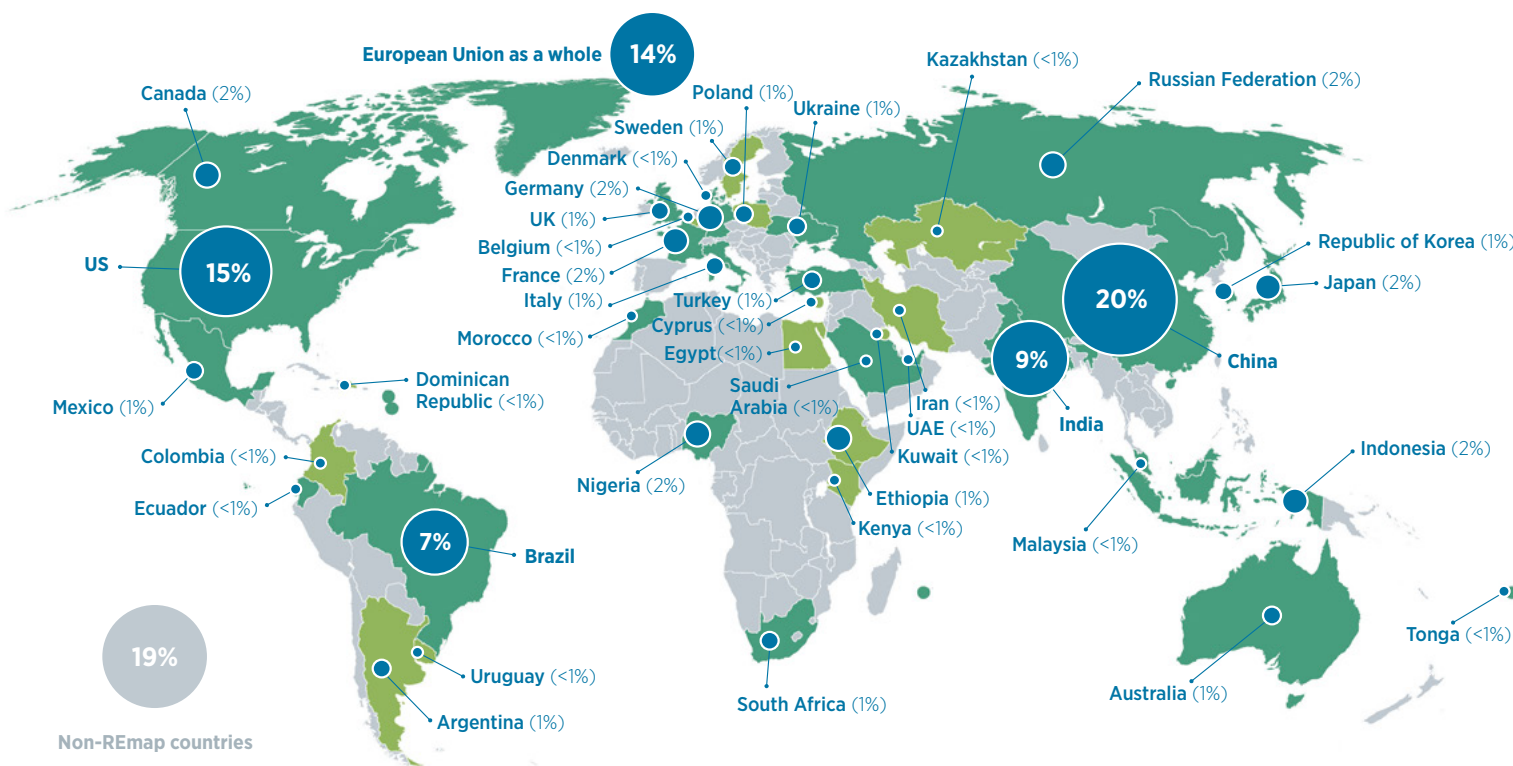 European Union as a whole 14%
Kazakhstan (<1%)
Russian Federation (2%)
Canada (2%)
Poland (1%)
Ukraine (1%)
Sweden (1%)
Denmark (<1%)
Germany (2%)
UK (1%)
Belgium (<1%)
France (2%)
Italy (1%)
Republic of Korea (1%)
US 15%
20%
Japan (2%)
Turkey (1%)
Cyprus (<1%)
Morocco (<1%)
Egypt(<1%)
9%
China
Saudi
Arabia (<1%)
Dominican
Republic (<1%)
Mexico (1%)
Iran (<1%)
UAE (<1%)
India
Kuwait (<1%)
Colombia (<1%)
Indonesia (2%)
Nigeria (2%)
Ethiopia (1%)
Ecuador (<1%)
Kenya (<1%)
Malaysia (<1%)
7% Brazil
Tonga (<1%)
19%
Uruguay (<1%)
Australia (1%)
South Africa (1%)
Argentina (1%)
Non-REmap countries